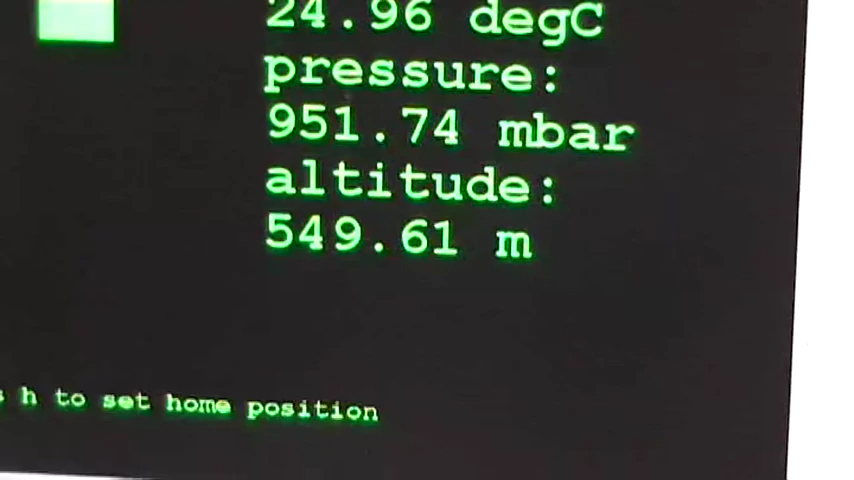 24.96 degC
pressure:
951.74 mbar
altitude:
549.61 m
h to set home position